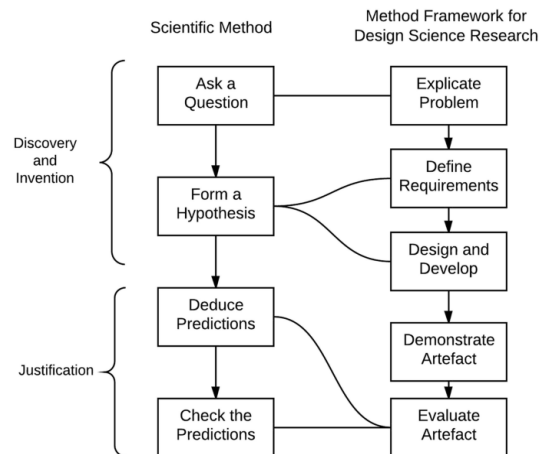 Scientific Method
Method Framework for
Design Science Research
Discovery
and
Invention
Justification
Ask a
Question
Form a
Hypothesis
Deduce
Predictions
Check the
Predictions
Explicate
Problem
Define
Requirements
Design and
Develop
Demonstrate
Artefact
Evaluate
Artefact